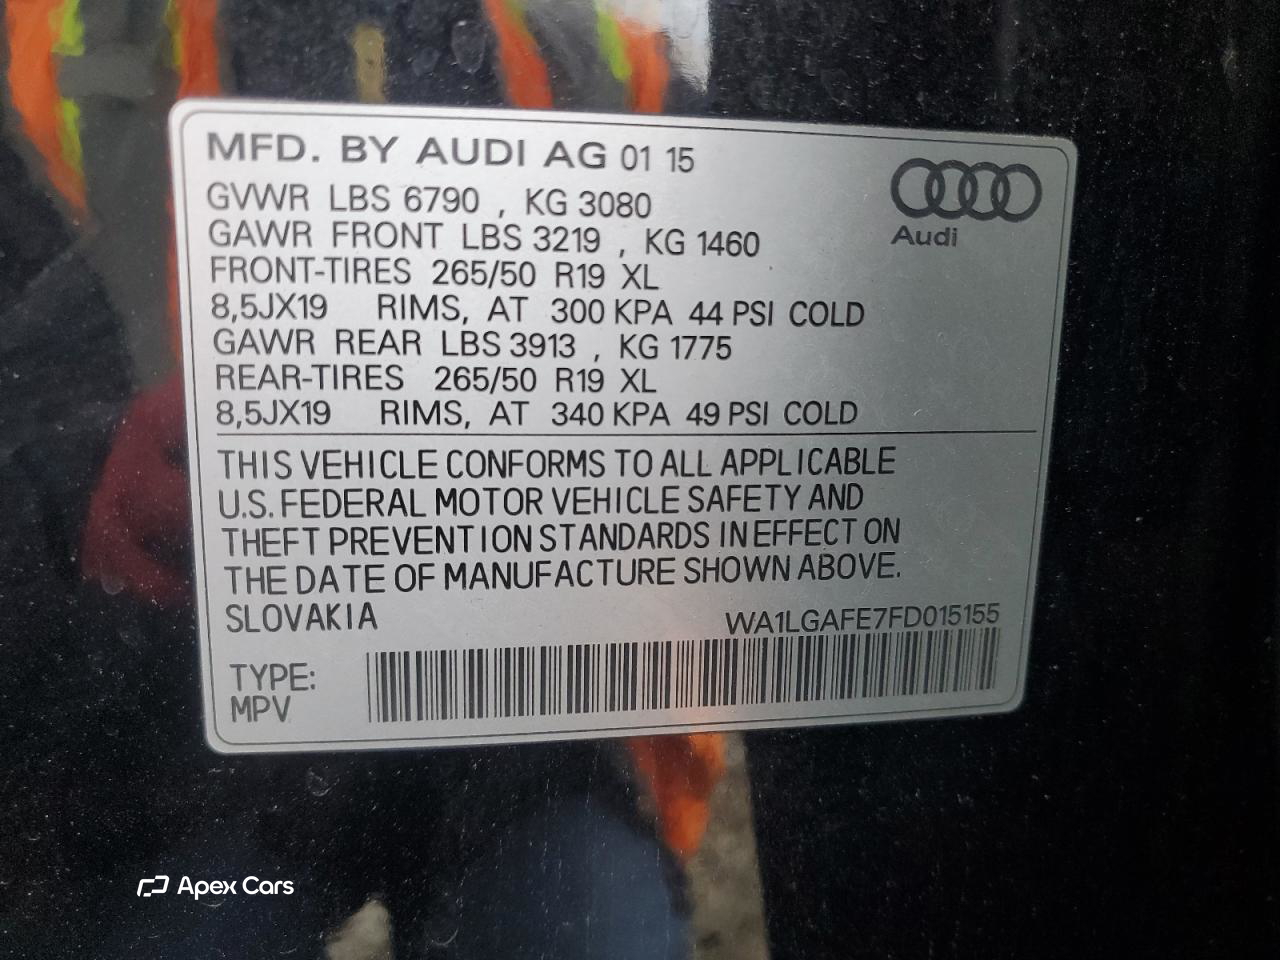 MFD. BY AUDI AG 01 15
GVWR LBS 6790 , KG 3080
GAWR FRONT LBS 3219 , KG 1460
Audi
FRONT-TIRES 265/50 R19 XL
8,5JX19 RIMS, AT 300 KPA 44 PSI COLD
GAWR REAR LBS 3913 , KG 1775
REAR-TIRES 265/50 R19 XL
8,5JX19 RIMS, AT 340 KPA 49 PSI COLD
THIS VEHICLE CONFORMS TO ALL APPLICABLE
U.S. FEDERAL MOTOR VEHICLE SAFETY AND
THEFT PREVENTION STANDARDS IN EFFECT ON
THE DATE OF MANUFACTURE SHOWN ABOVE.
SLOVAKIA WA1LGAFE7FD015155
TYPE:
MPV
Apex Cars